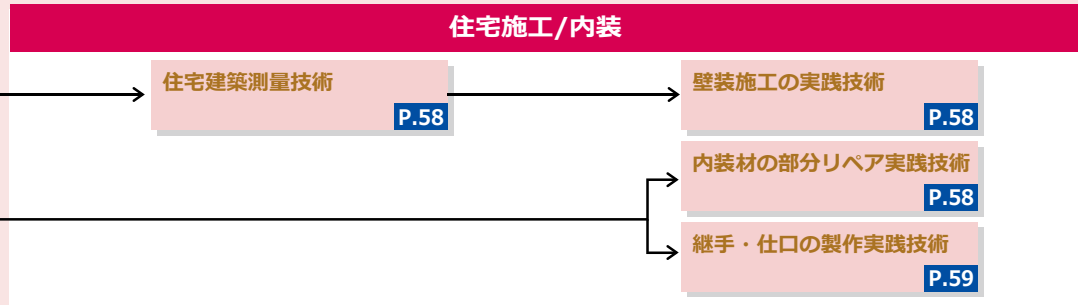 住宅施工/内装
住宅建築測量技術
P.58
壁装施工の実践技術
P.58
内装材の部分リペア実践技術
P.58
継手・仕口の製作実践技術
P.59